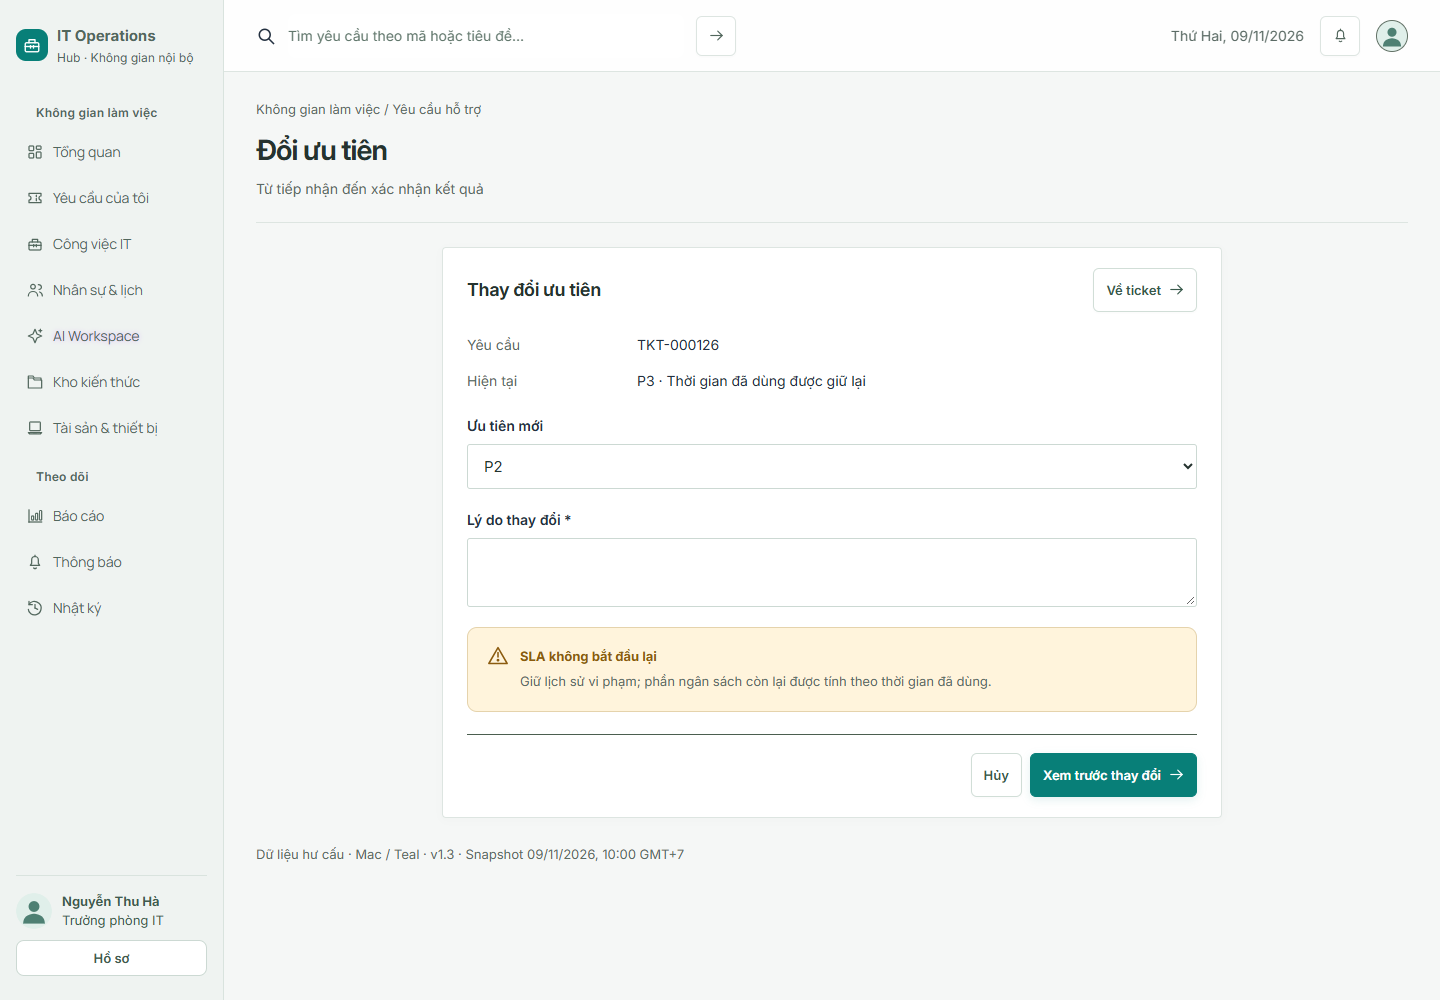 IT Operations
Hub · Không gian nội bộ
Không gian làm việc
Tổng quan
Yêu cầu của tôi
Công việc IT
Nhân sự & lịch
AI Workspace
Kho kiến thức
Tài sản & thiết bị
Theo dõi
Báo cáo
Thông báo
Nhật ký
Nguyễn Thu Hà
Trưởng phòng IT
Hồ sơ
Tìm yêu cầu theo mã hoặc tiêu đề...
Thứ Hai, 09/11/2026
Không gian làm việc / Yêu cầu hỗ trợ
Đổi ưu tiên
Từ tiếp nhận đến xác nhận kết quả
Thay đổi ưu tiên
Về ticket →
Yêu cầu TKT-000126
Hiện tại P3 · Thời gian đã dùng được giữ lại
Ưu tiên mới
P2
Lý do thay đổi *
SLA không bắt đầu lại
Giữ lịch sử vi phạm; phần ngân sách còn lại được tính theo thời gian đã dùng.
Hủy
Xem trước thay đổi →
Dữ liệu hư cấu · Mac / Teal · v1.3 · Snapshot 09/11/2026, 10:00 GMT+7